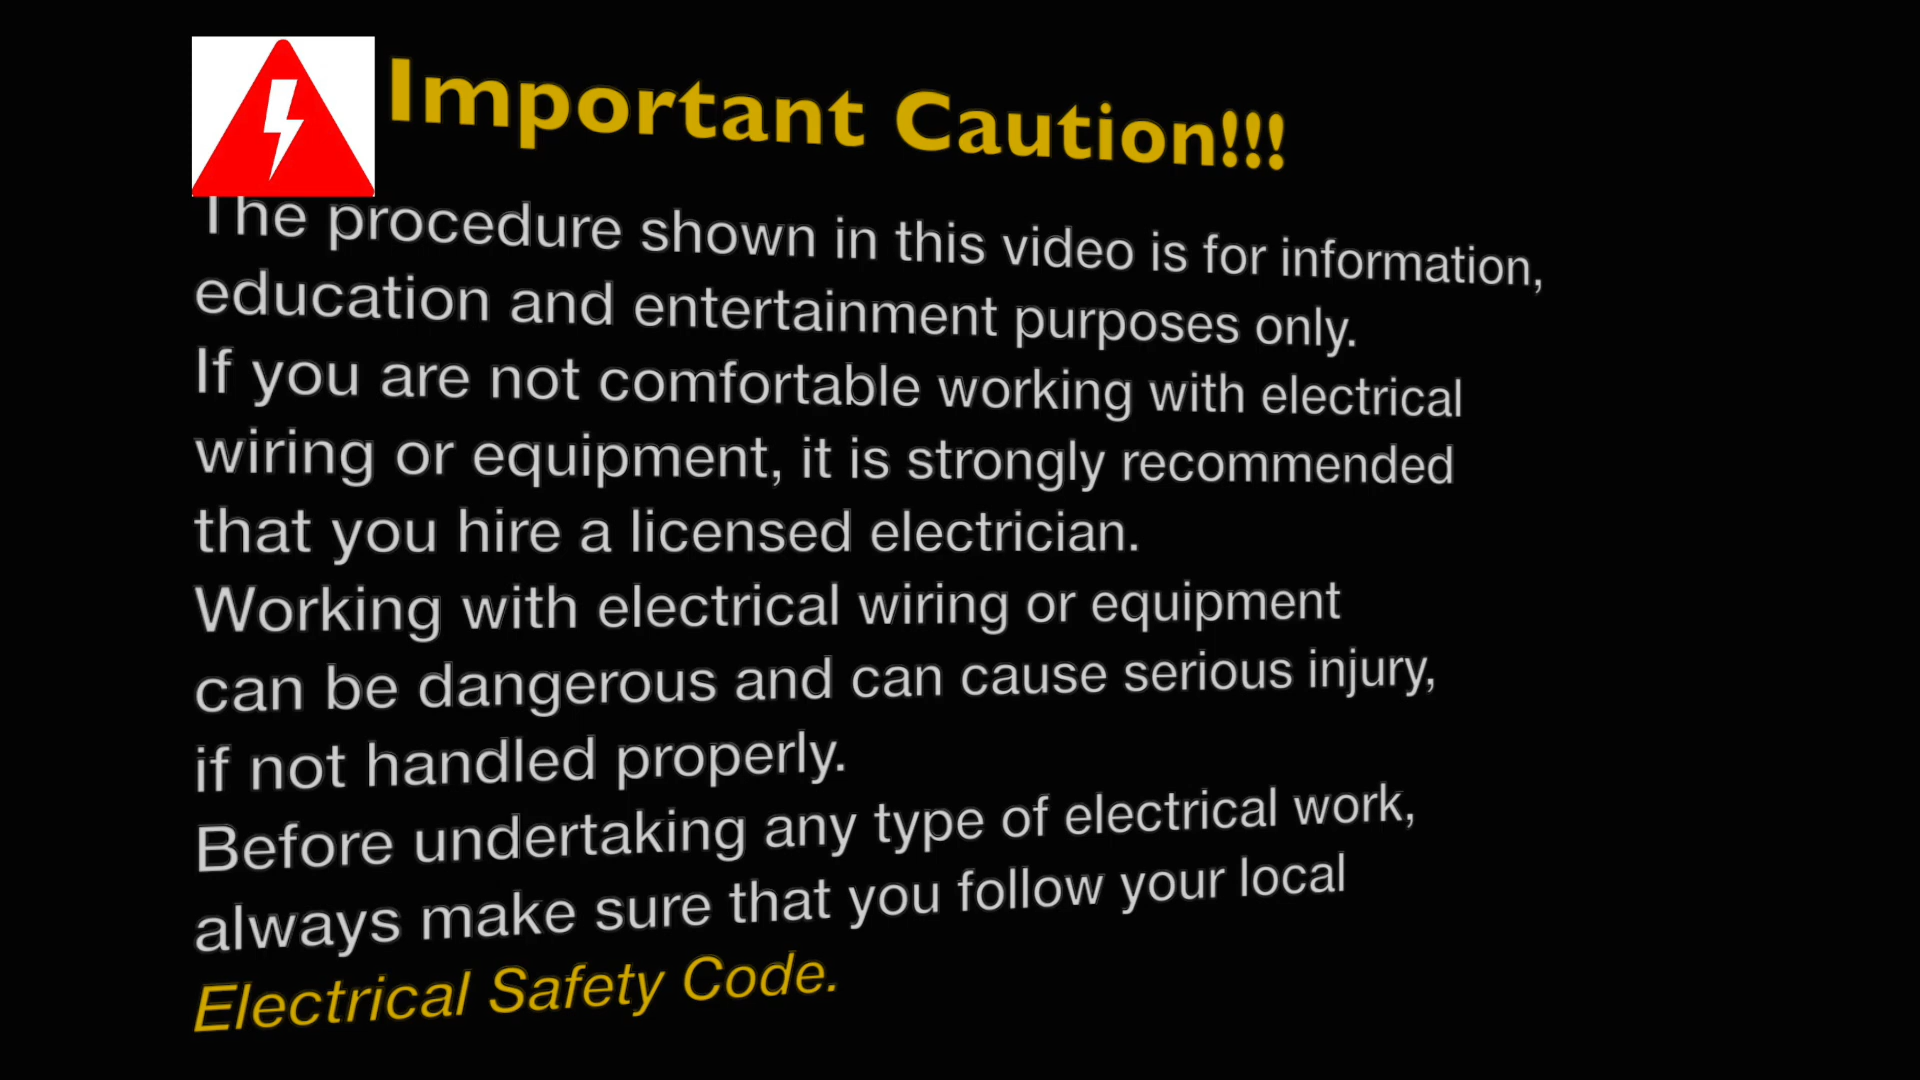 Important Caution!!!
The procedure shown in this video is for information,
education and entertainment purposes only.
If you are not comfortable working with electrical
wiring or equipment, it is strongly recommended
that you hire a licensed electrician.
Working with electrical wiring or equipment
can be dangerous and can cause serious injury,
if not handled properly.
Before undertaking any type of electrical work,
always make sure that you follow your local
Electrical Safety Code.